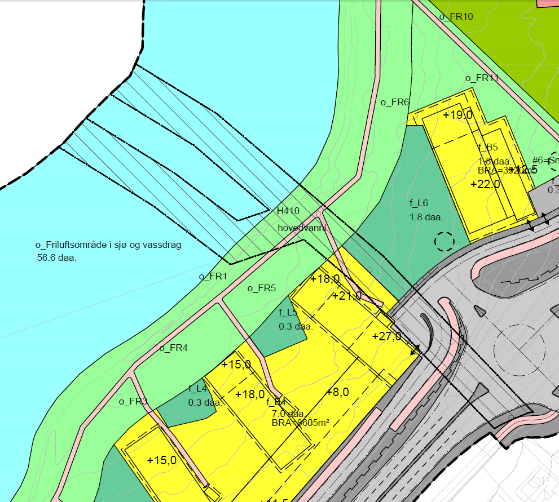 o_FR10
o_FR11
o_FR6
+19,0
f_B5
+22,0
f_L6
1.8 daa.
H410
hovedvannl.
o_Friluftsområde i sjø og vassdrag
56.6 daa.
o_FR1
o_FR5
+18,0
+21,0
f_L5
0.3 daa.
+27,0
o_FR4
+15,0
f_L4
0.3 daa.
+18,0
+8,0
f_B4
7.0 daa.
o_FR3
+15,0